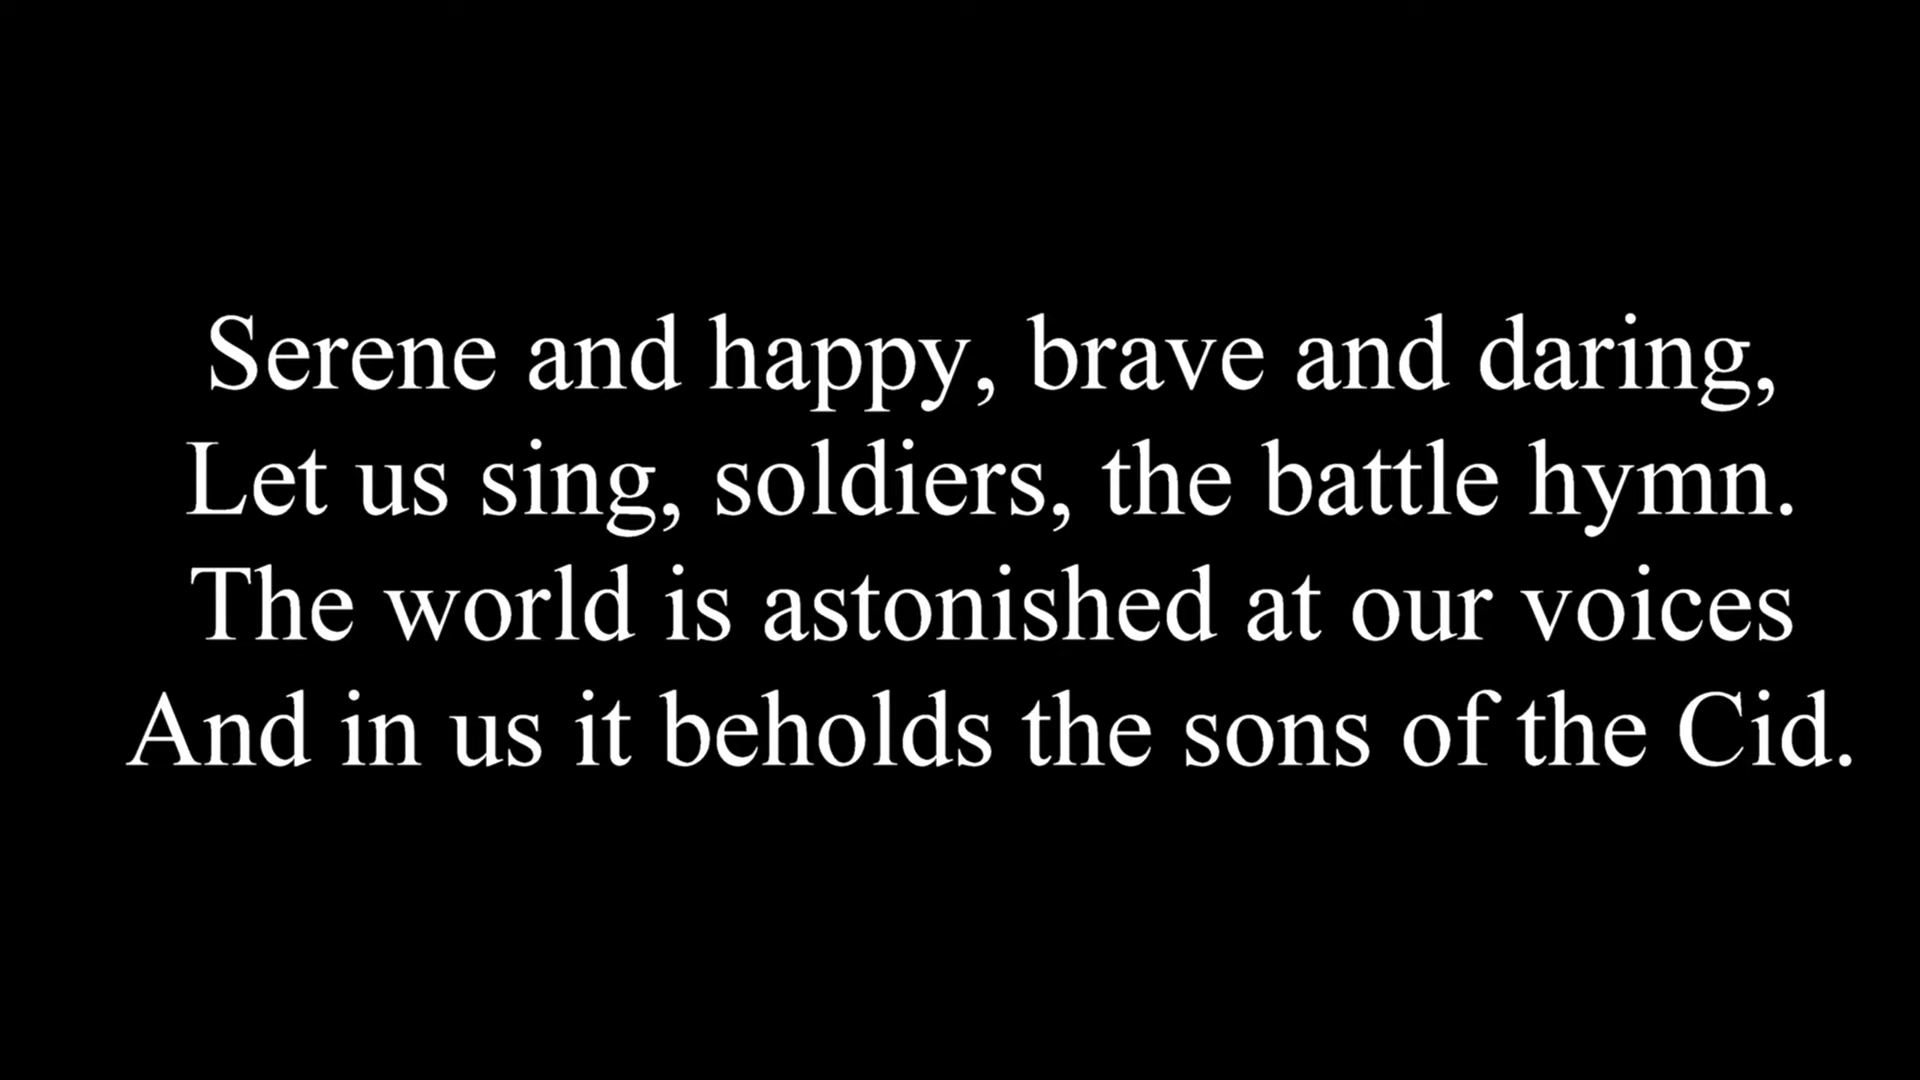 Serene and happy, brave and daring,
Let us sing, soldiers, the battle hymn.
The world is astonished at our voices
And in us it beholds the sons of the Cid.